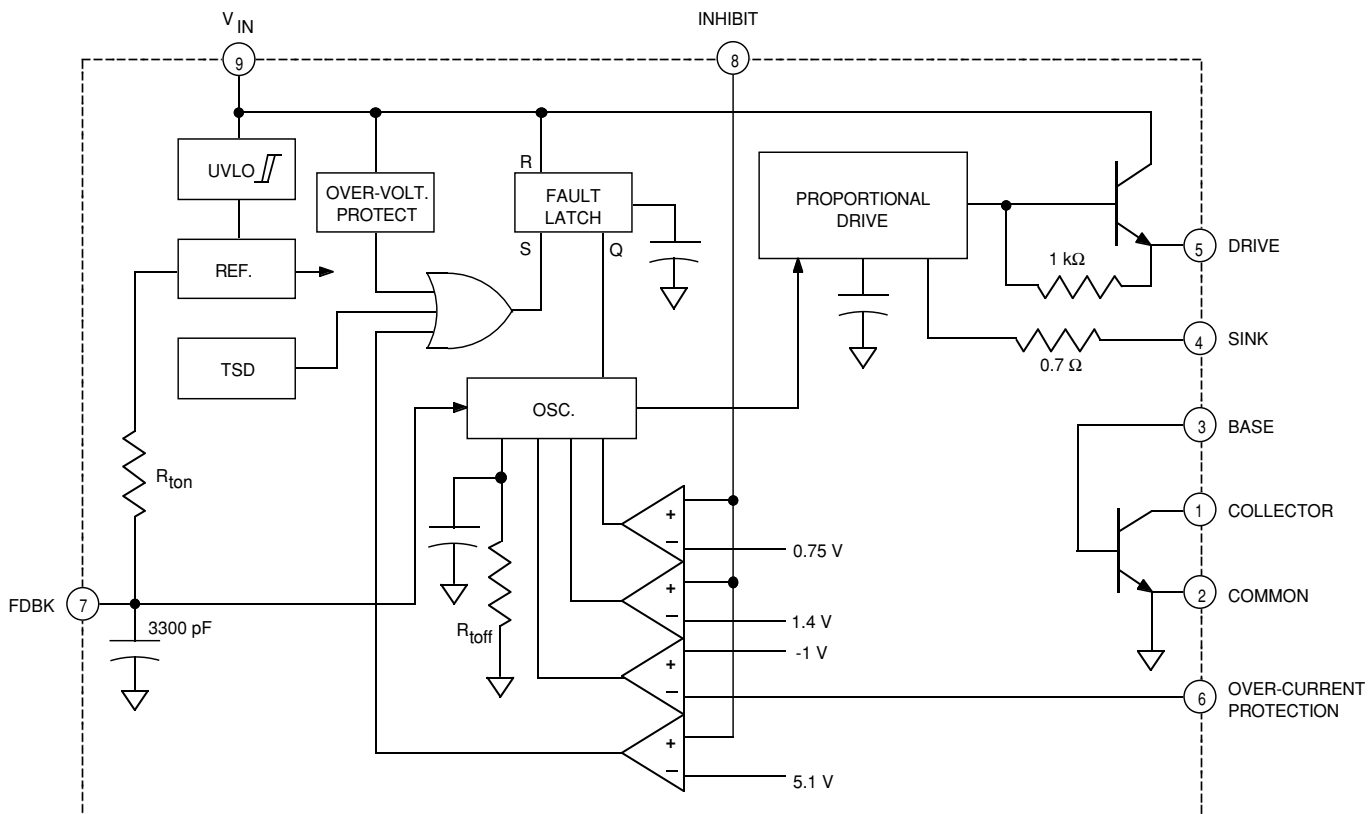 V IN
INHIBIT
9
8
UVLO
OVER-VOLT.
PROTECT
R
FAULT
LATCH
S
Q
PROPORTIONAL
DRIVE
5
DRIVE
1 kΩ
REF.
TSD
4
SINK
0.7 Ω
OSC.
3
BASE
Rton
1
COLLECTOR
+
−
0.75 V
+
−
1.4 V
2
COMMON
FDBK
7
3300 pF
Rtoff
-1 V
+
−
6
OVER-CURRENT
PROTECTION
+
−
5.1 V